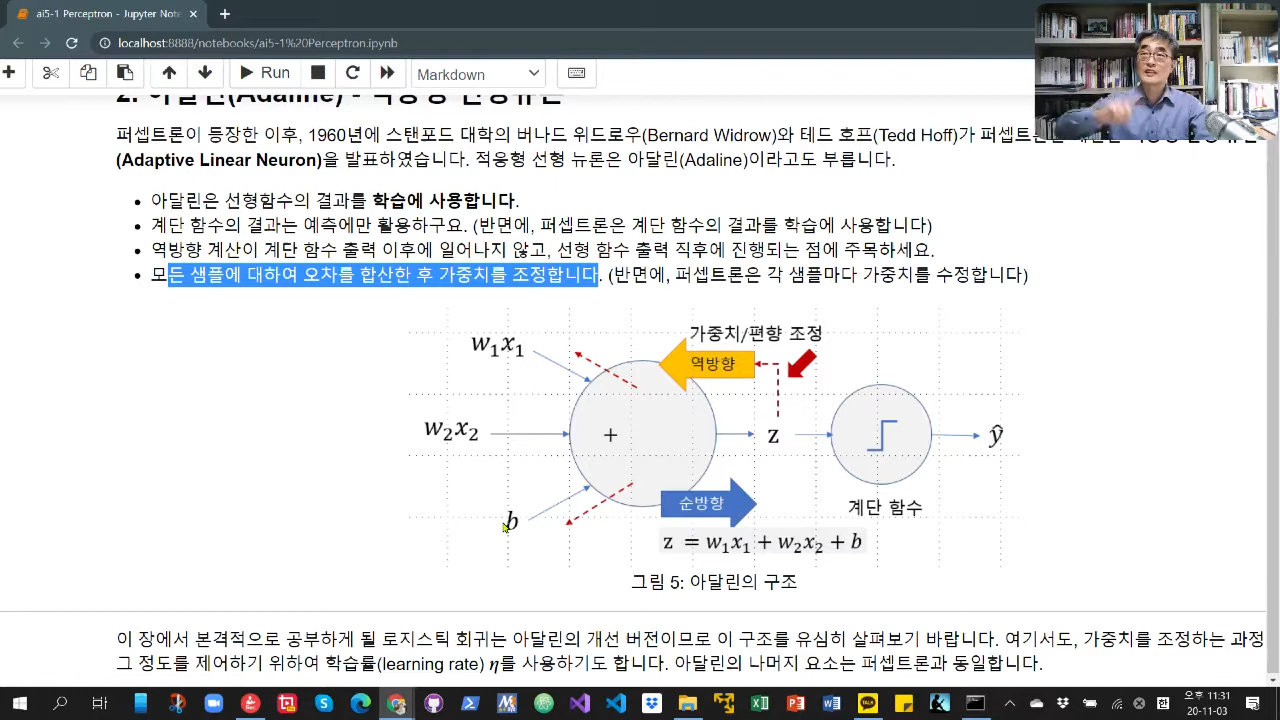 ai5-1 Perceptron - Jupyter Note
localhost:8888/notebooks/ai5-1%20Perceptron.ipynb
Run
Markdown
2. 아달린(Adaline) - 적응형 선형뉴런
퍼셉트론이 등장한 이후, 1960년에 스탠포드 대학의 버나드 위드로우(Bernard Widrow)와 테드 호프(Tedd Hoff)가 퍼셉트론을
(Adaptive Linear Neuron)을 발표하였습니다. 적응형 선형 뉴론은 아달린(Adaline)이라고도 부릅니다.
아달린은 선형함수의 결과를 학습에 사용합니다.
계단 함수의 결과는 예측에만 활용하구요. (반면에, 퍼셉트론은 계단 함수의 결과를 학습에 사용합니다)
역방향 계산이 계단 함수 출력 이후에 일어나지 않고, 선형 함수 출력 직후에 진행되는 점에 주목하세요.
모든 샘플에 대하여 오차를 합산한 후 가중치를 조정합니다. (반면에, 퍼셉트론은 각 샘플마다 가중치를 수정합니다)
가중치/편향 조정
w₁x₁
역방향
w₂x₂
+
z
ŷ
순방향
계단 함수
b
z = w₁x₁ + w₂x₂ + b
그림 5: 아달린의 구조
이 장에서 본격적으로 공부하게 될 로지스틱 회귀는 아달린의 개선 버전이므로 이 구조를 유심히 살펴보기 바랍니다. 여기서도, 가중치를 조정하는 과정
그 정도를 제어하기 위하여 학습률(learning rate) η를 사용하기도 합니다. 아달린의 나머지 요소는 퍼셉트론과 동일합니다.
오후 11:31
20-11-03